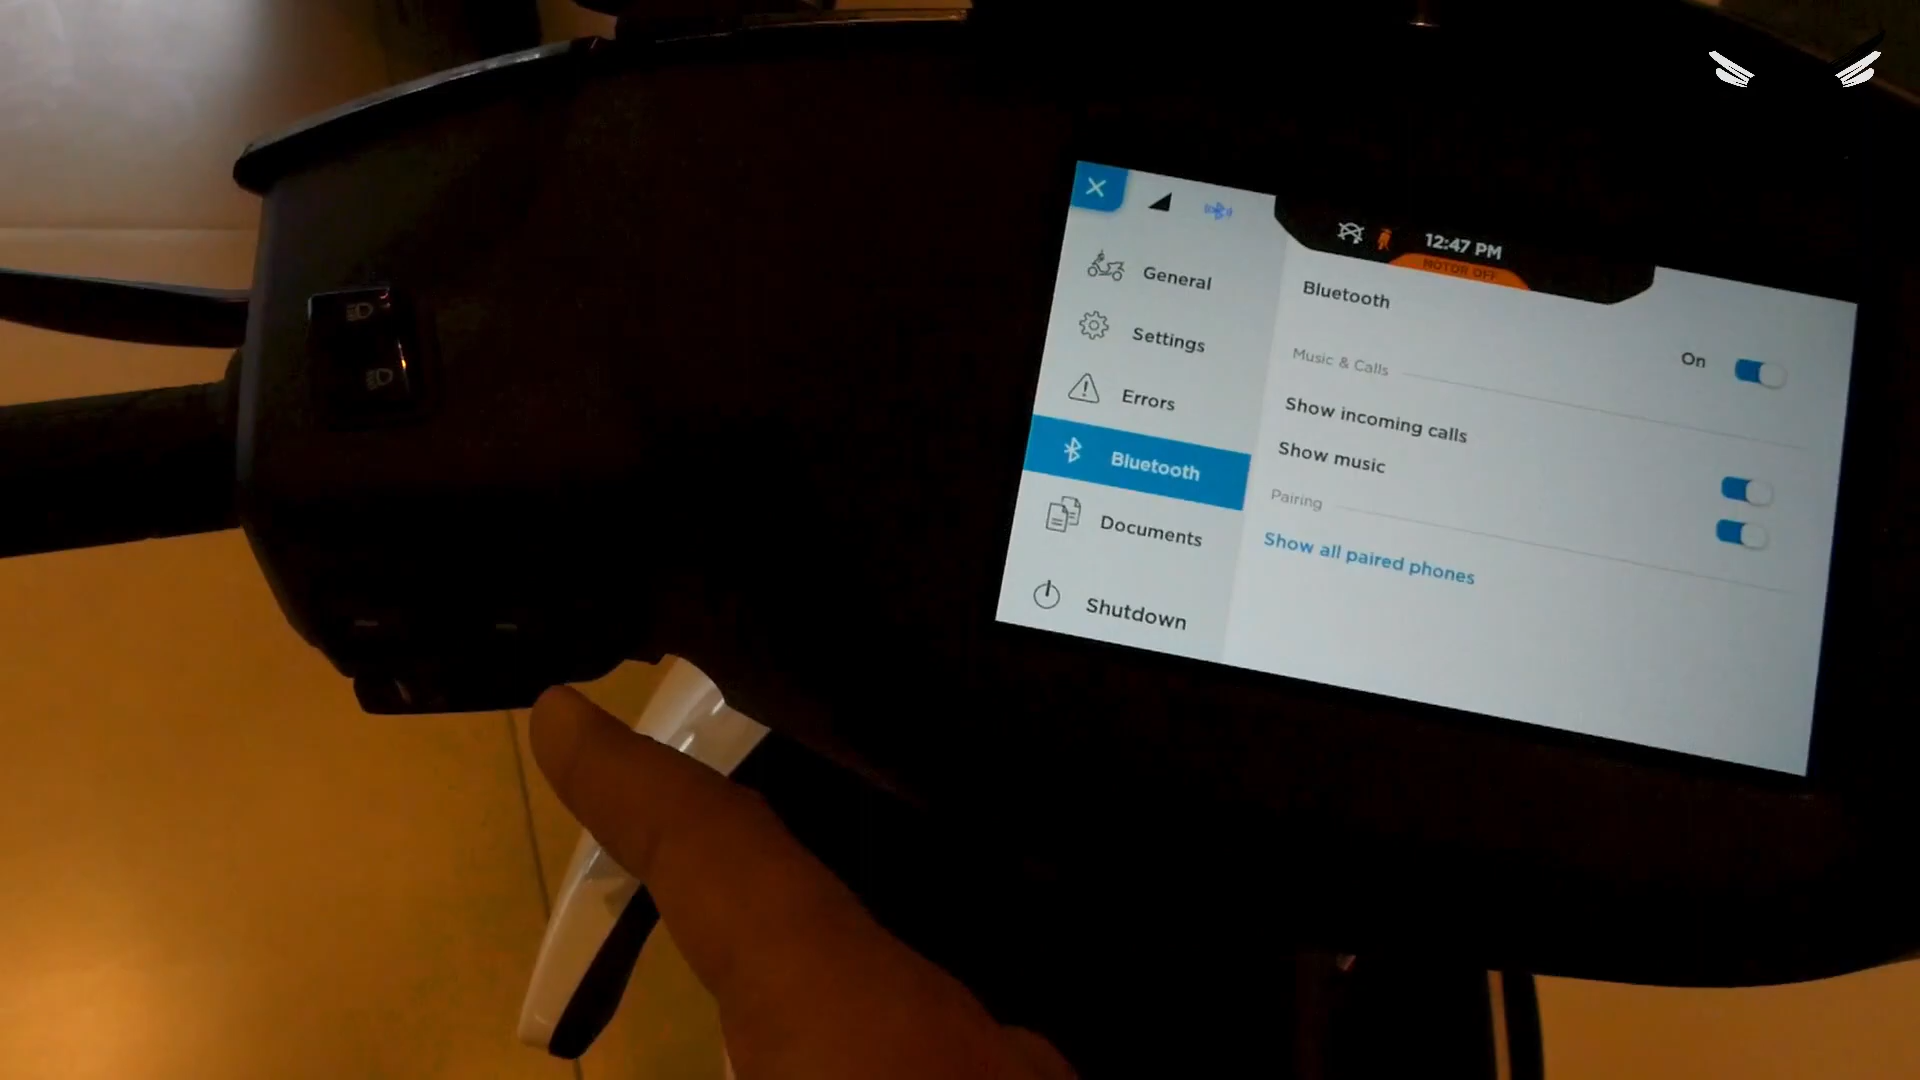 12:47 PM
MOTOR OFF
General
Settings
Errors
Bluetooth
Documents
Shutdown
Bluetooth
On
Music & Calls
Show incoming calls
Show music
Pairing
Show all paired phones